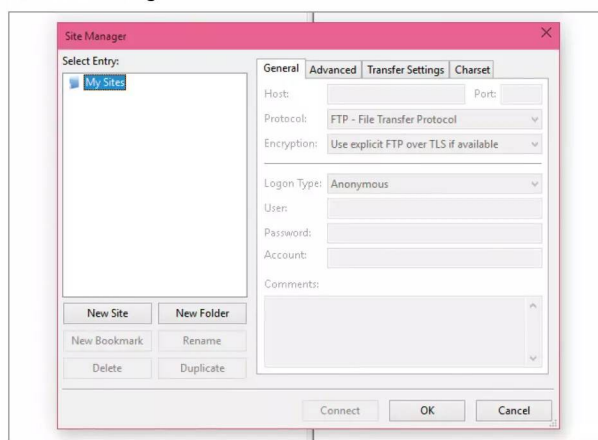 Site Manager
Select Entry:
My Sites
New Site
New Folder
New Bookmark
Rename
Delete
Duplicate
General
Advanced
Transfer Settings
Charset
Host:
Port:
Protocol:
FTP - File Transfer Protocol
Encryption:
Use explicit FTP over TLS if available
Logon Type:
Anonymous
User:
Password:
Account:
Comments:
Connect
OK
Cancel